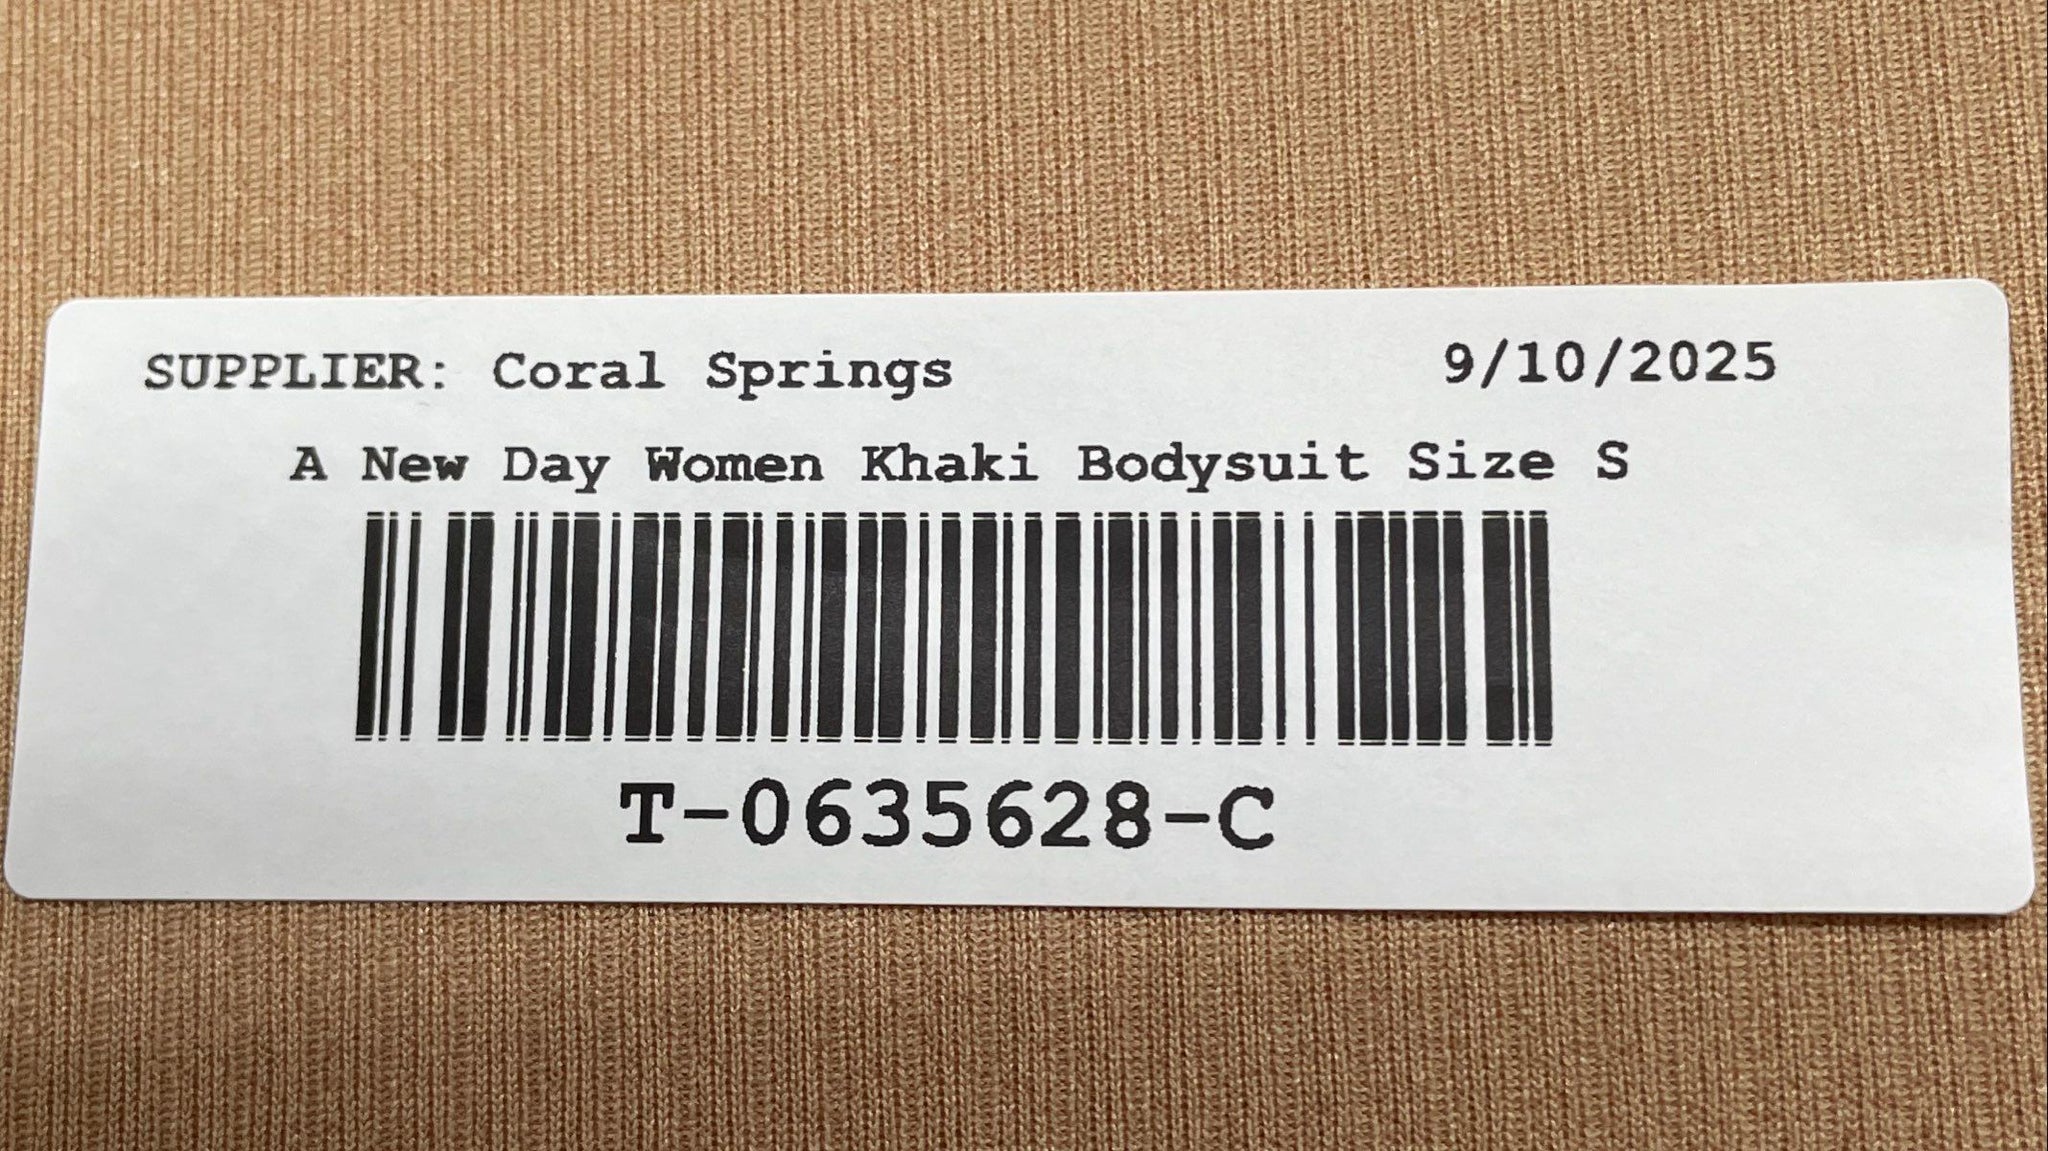 SUPPLIER: Coral Springs 9/10/2025
A New Day Women Khaki Bodysuit Size S
T-0635628-C